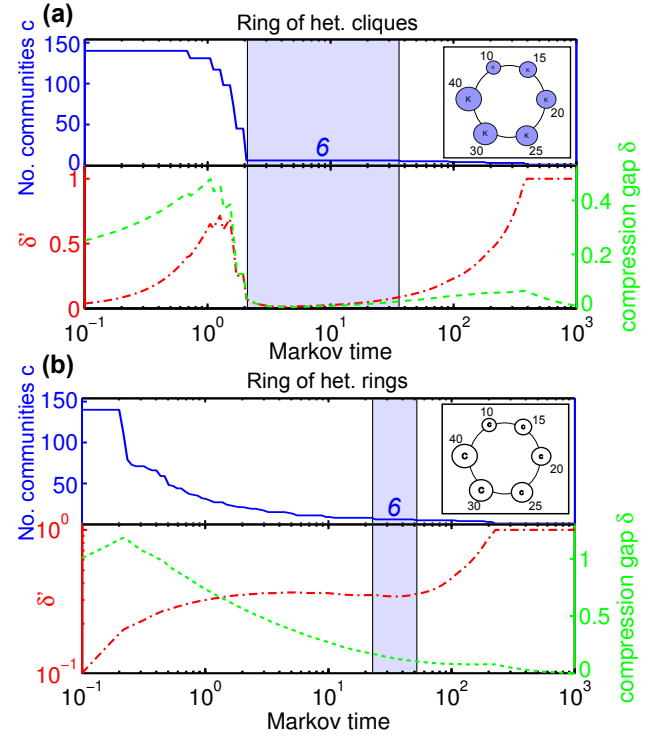 (a)
Ring of het. cliques
No. communities c
150
100
50
0
6
10
15
20
25
30
40
K
K
K
K
K
K
δ'
1
0.5
0
compression gap δ
0.4
0.2
0
10^-1
10^0
10^1
10^2
10^3
Markov time
(b)
Ring of het. rings
No. communities c
150
100
50
0
6
10
15
20
25
30
40
C
C
C
C
C
C
δ'
10^0
10^-1
compression gap δ
1
0.5
0
10^-1
10^0
10^1
10^2
10^3
Markov time